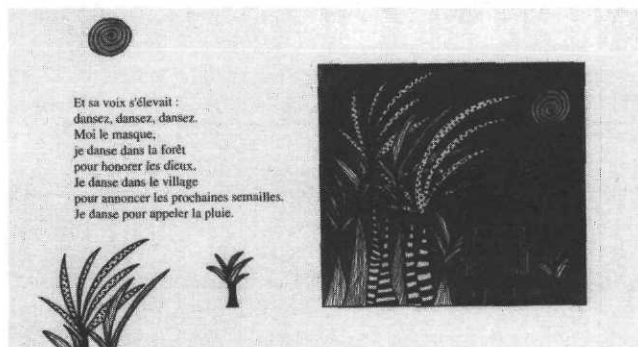 Et sa voix s'élevait :
dansez, dansez, dansez.
Moi le masque,
je danse dans la forêt
pour honorer les dieux.
Je danse dans le village
pour annoncer les prochaines semailles.
Je danse pour appeler la pluie.